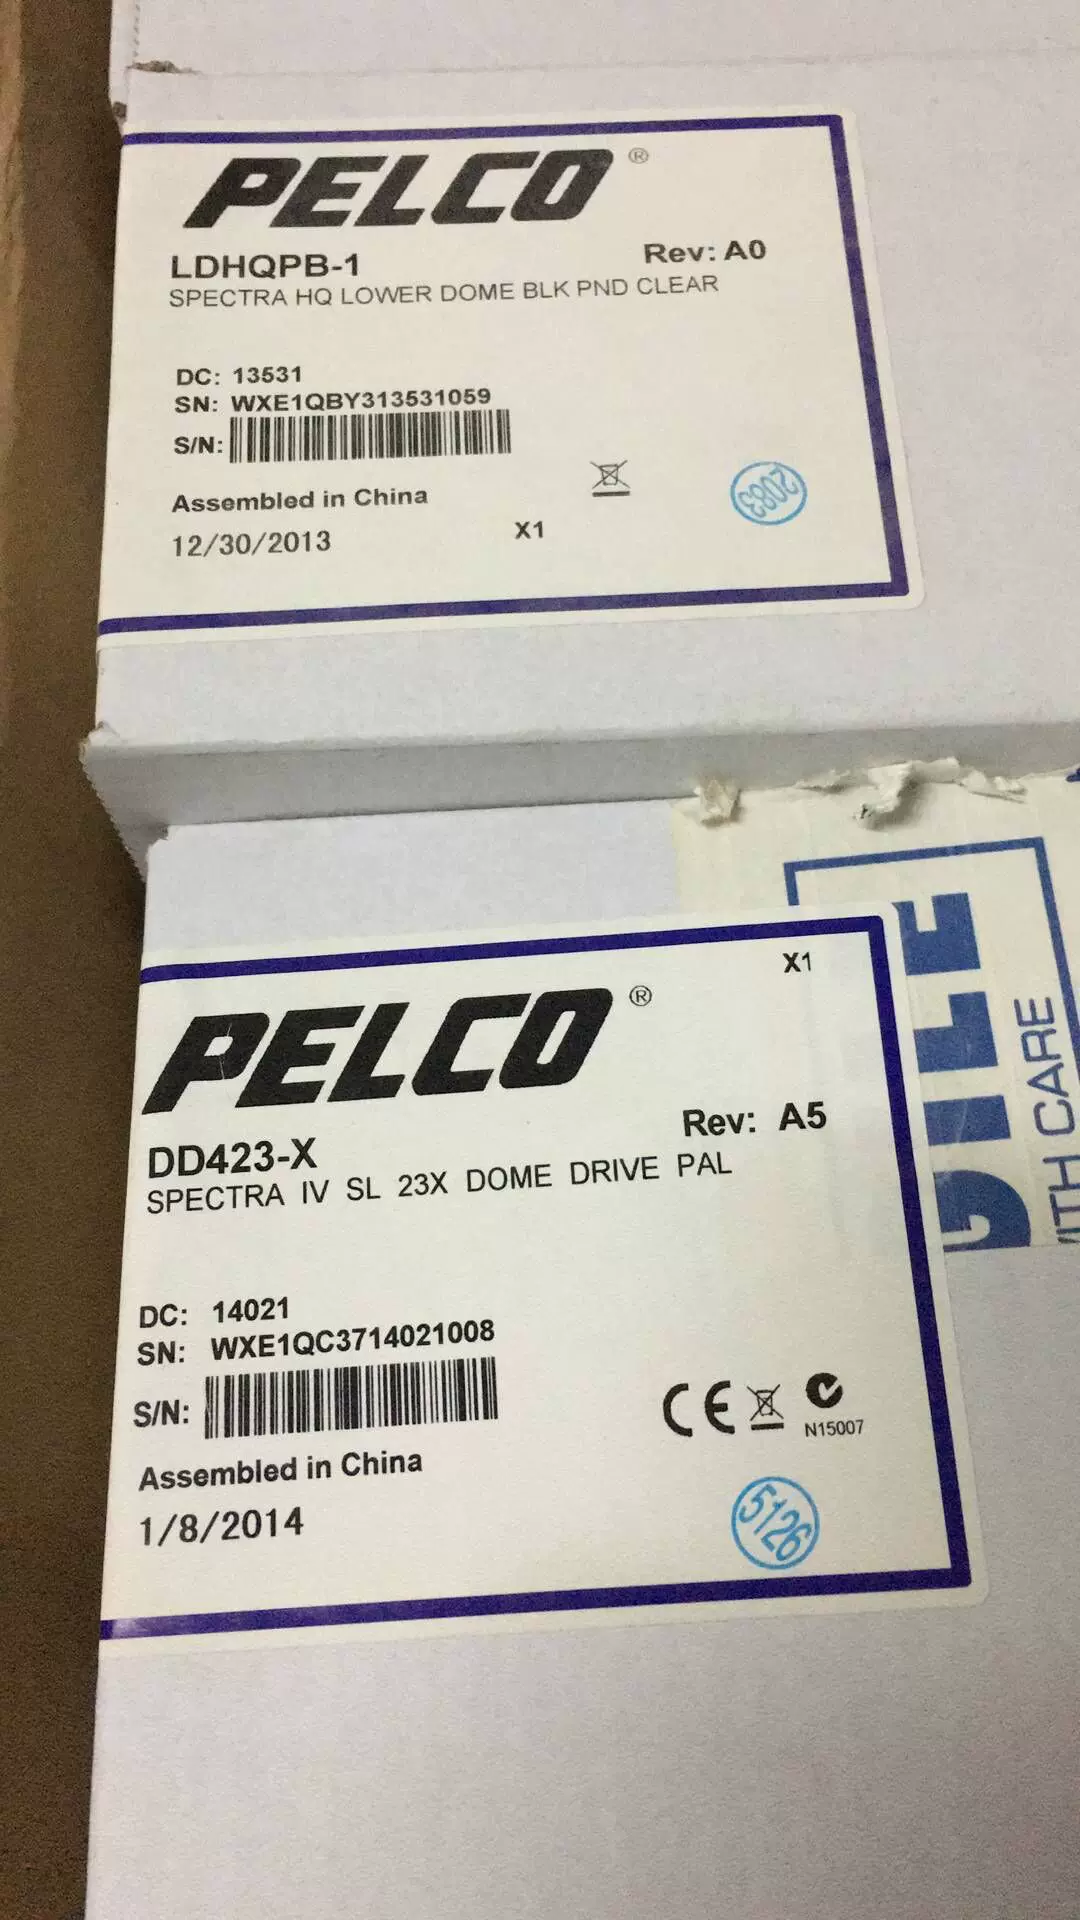 PELCO®
LDHQPB-1 Rev: A0
SPECTRA HQ LOWER DOME BLK PND CLEAR
DC: 13531
SN: WXE1QBY313531059
S/N:
Assembled in China
12/30/2013
X1
2083
X1
PELCO®
DD423-X Rev: A5
SPECTRA IV SL 23X DOME DRIVE PAL
DC: 14021
SN: WXE1QC3714021008
S/N:
CE
N15007
Assembled in China
1/8/2014
5126
CARE